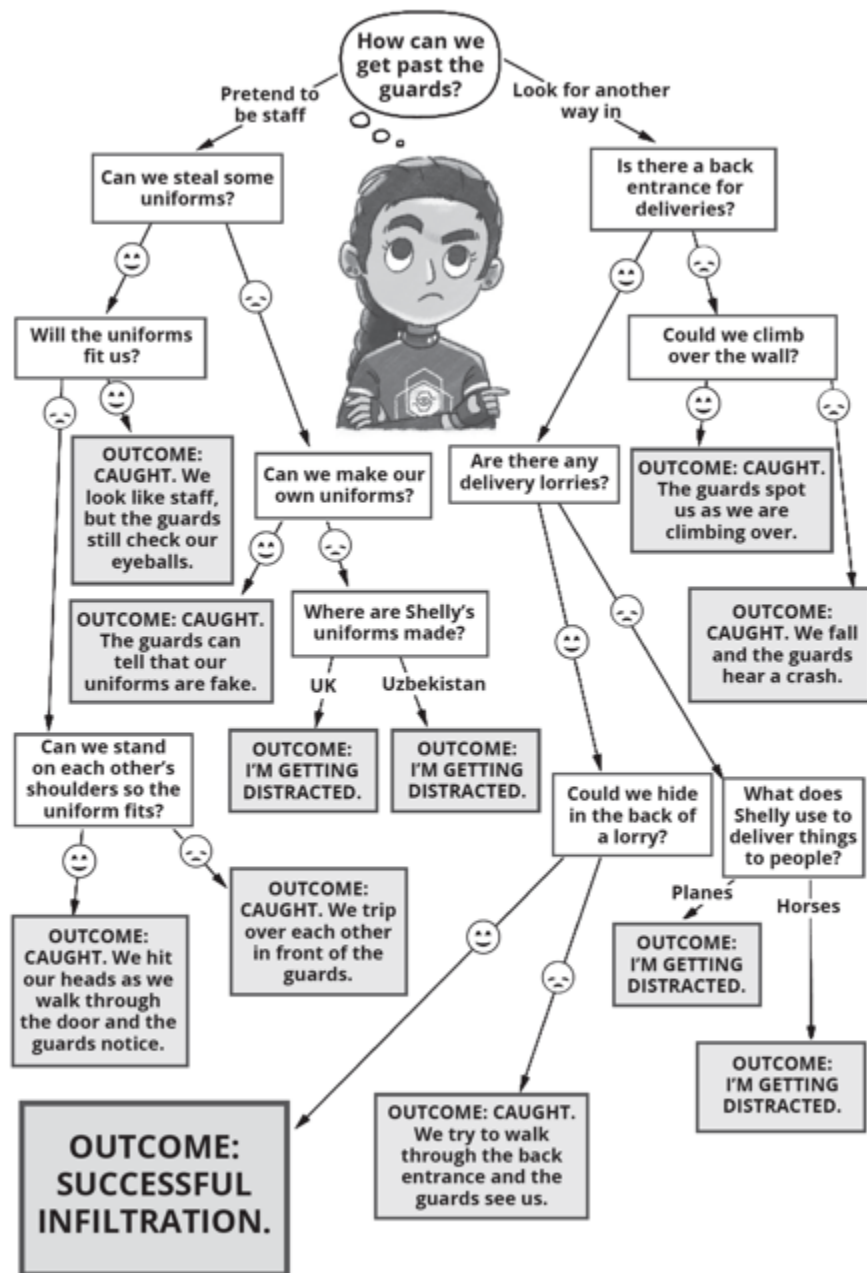 How can we
get past the
guards?
Pretend to
be staff
Look for another
way in
Can we steal some
uniforms?
Is there a back
entrance for
deliveries?
Will the uniforms
fit us?
Could we climb
over the wall?
OUTCOME:
CAUGHT. We
look like staff,
but the guards
still check our
eyeballs.
Can we make our
own uniforms?
Are there any
delivery lorries?
OUTCOME: CAUGHT.
The guards spot
us as we are
climbing over.
OUTCOME: CAUGHT.
The guards can
tell that our
uniforms are fake.
Where are Shelly's
uniforms made?
OUTCOME:
CAUGHT. We fall
and the guards
hear a crash.
UK
Uzbekistan
OUTCOME:
I'M GETTING
DISTRACTED.
OUTCOME:
I'M GETTING
DISTRACTED.
Can we stand
on each other's
shoulders so the
uniform fits?
Could we hide
in the back of
a lorry?
What does
Shelly use to
deliver things
to people?
Planes
Horses
OUTCOME:
CAUGHT. We trip
over each other
in front of the
guards.
OUTCOME:
CAUGHT. We hit
our heads as we
walk through
the door and the
guards notice.
OUTCOME:
I'M GETTING
DISTRACTED.
OUTCOME:
I'M GETTING
DISTRACTED.
OUTCOME:
SUCCESSFUL
INFILTRATION.
OUTCOME: CAUGHT.
We try to walk
through the back
entrance and the
guards see us.